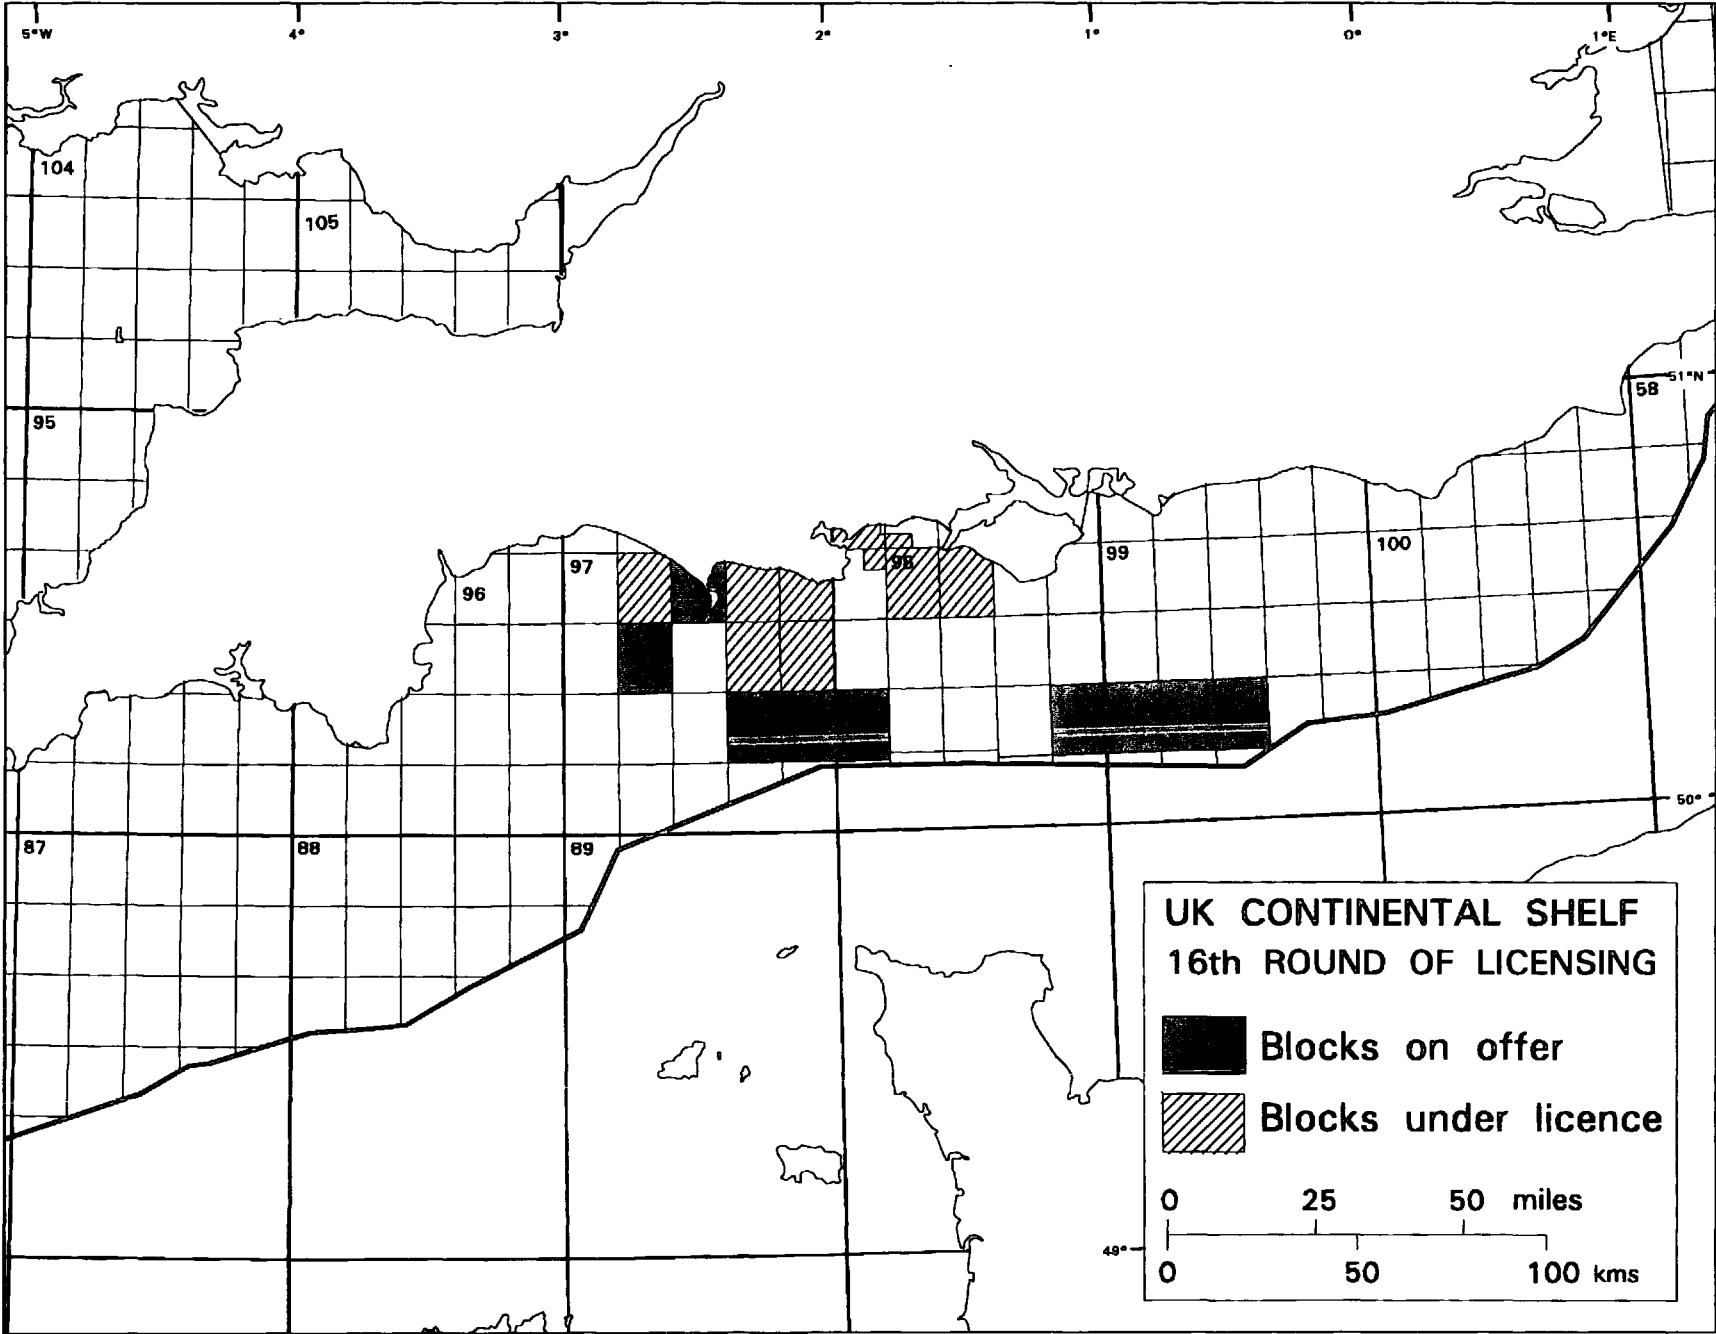 5°W 4° 3° 2° 1° 0° 1°E
104
105
58 51°N
95
99
100
97
98
96
50°
87
88
89
UK CONTINENTAL SHELF
16th ROUND OF LICENSING
Blocks on offer
Blocks under licence
0 25 50 miles
49°
0 50 100 kms